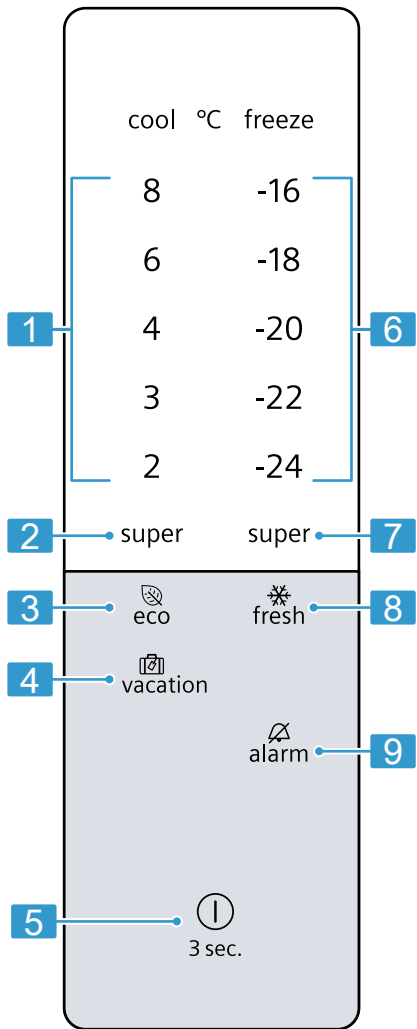 cool °C freeze
8 -16
6 -18
1 4 -20 6
3 -22
2 -24
2 super super 7
3 eco fresh 8
4 vacation
alarm 9
5
3 sec.